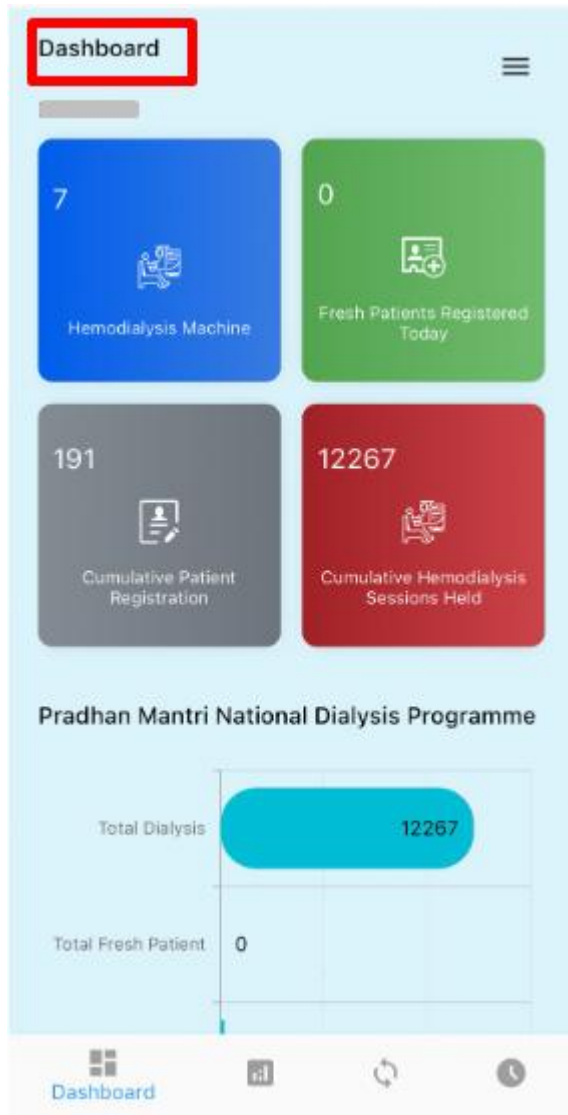 Dashboard
7
Hemodialysis Machine
0
Fresh Patients Registered
Today
191
Cumulative Patient
Registration
12267
Cumulative Hemodialysis
Sessions Held
Pradhan Mantri National Dialysis Programme
Total Dialysis
12267
Total Fresh Patient
0
Dashboard